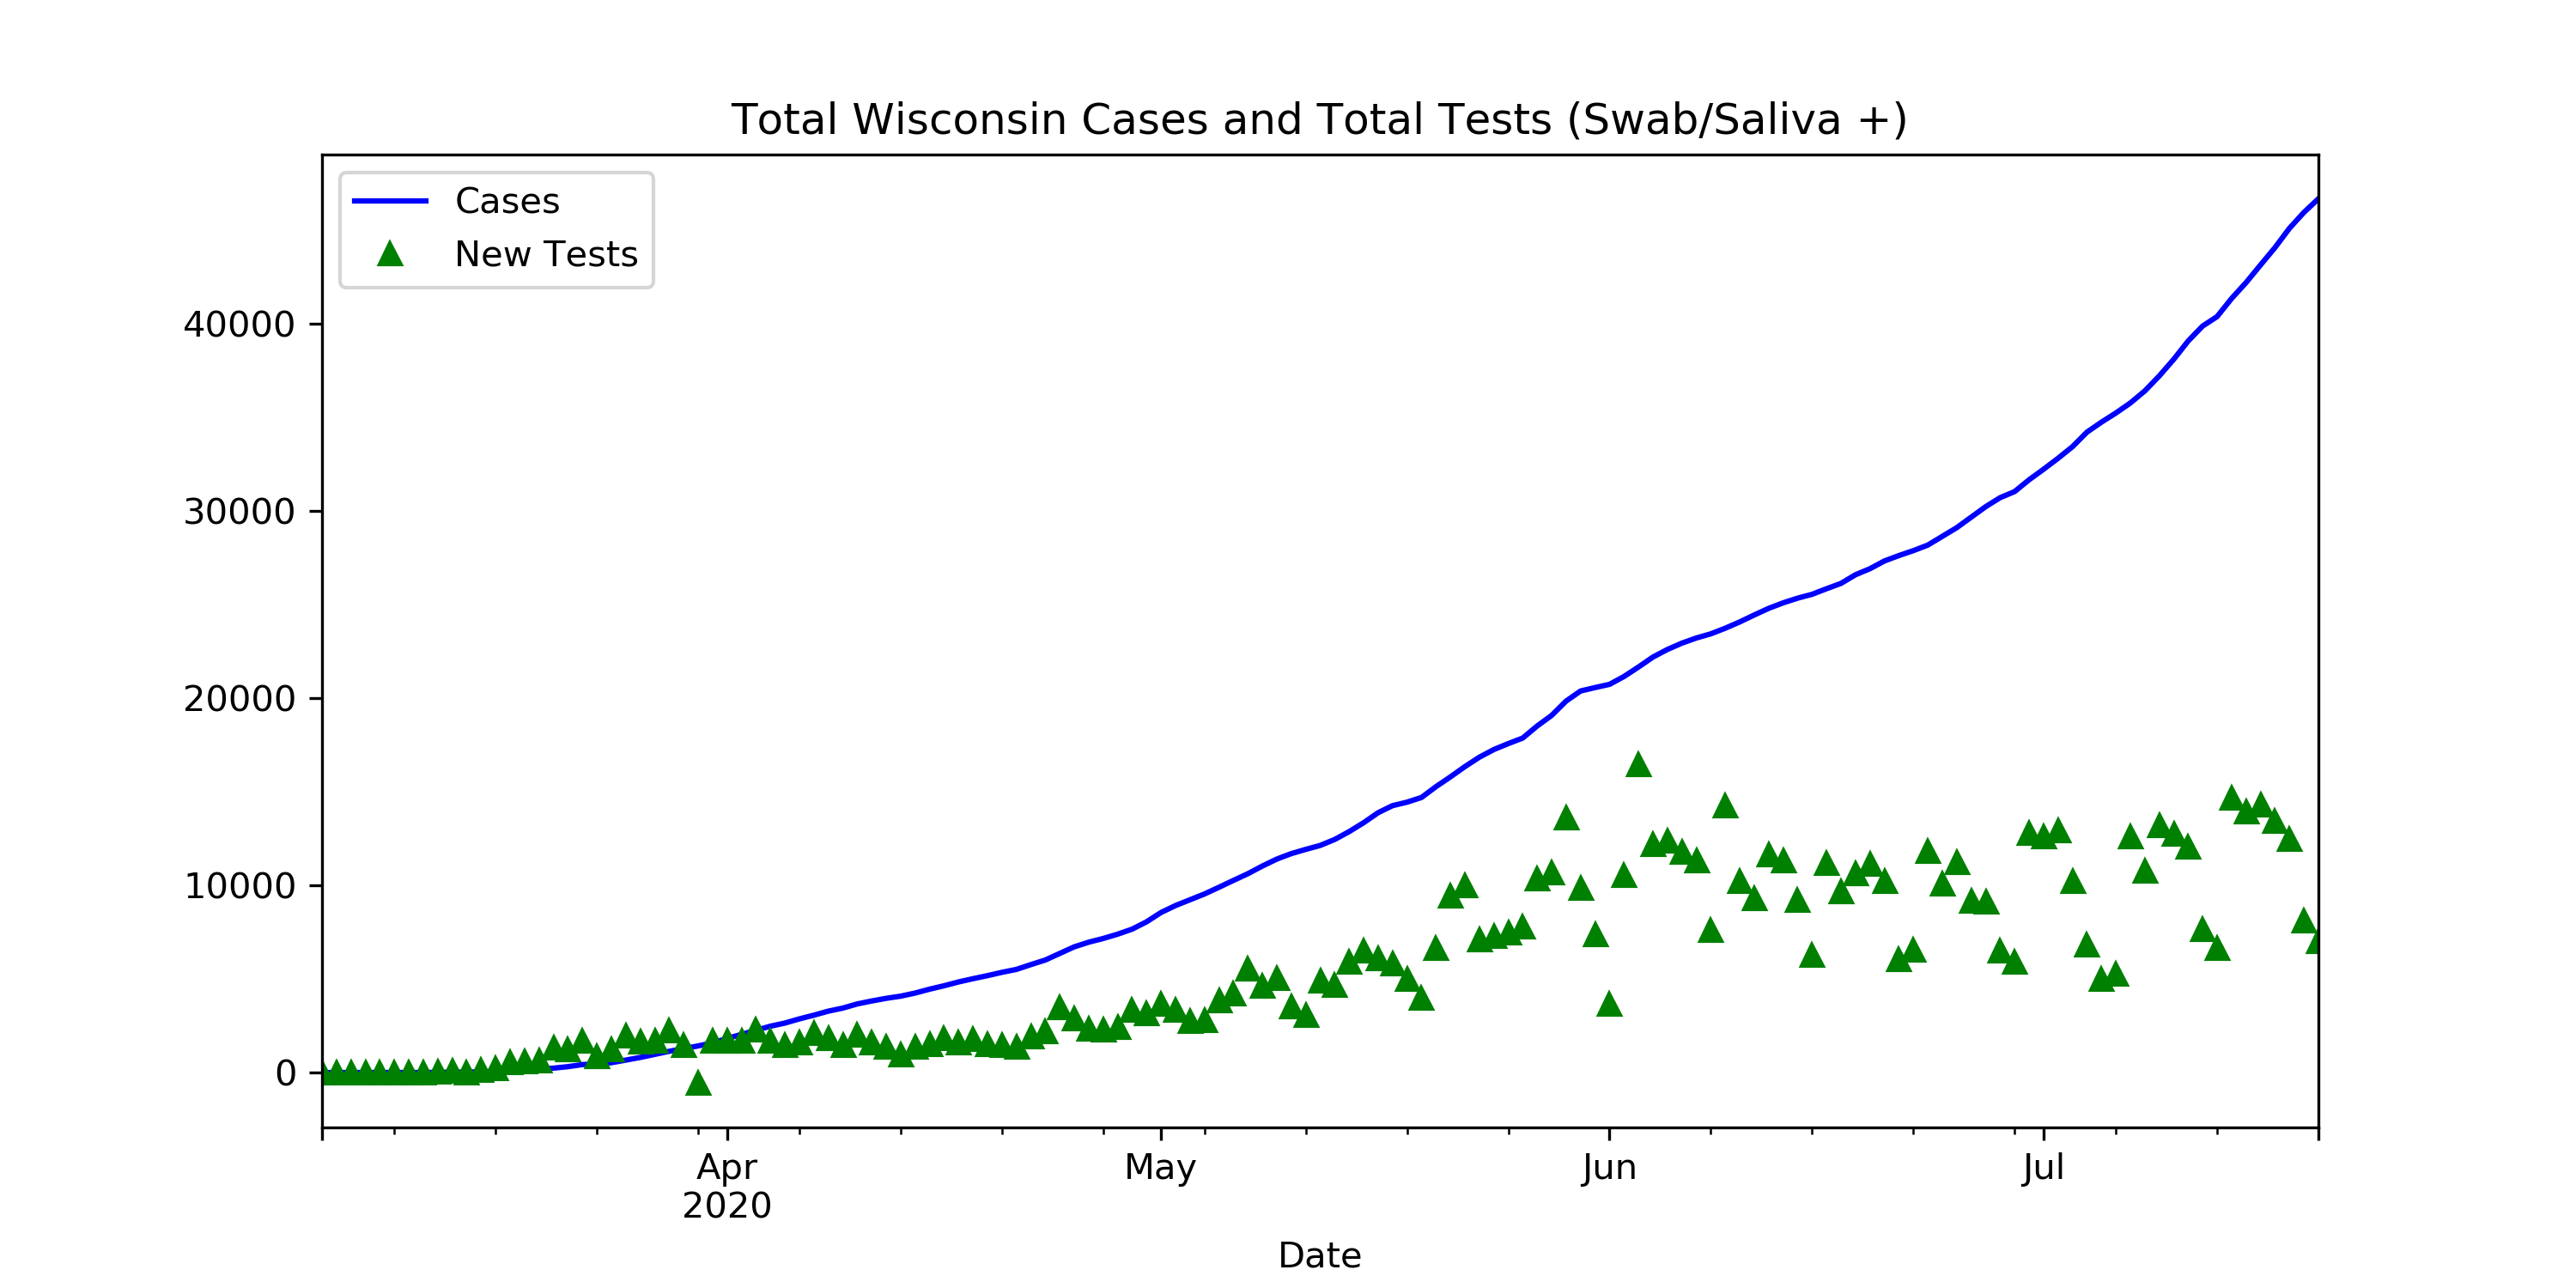 Total Wisconsin Cases and Total Tests (Swab/Saliva +)
Cases
New Tests
40000
30000
20000
10000
0
Apr
2020
May
Jun
Jul
Date